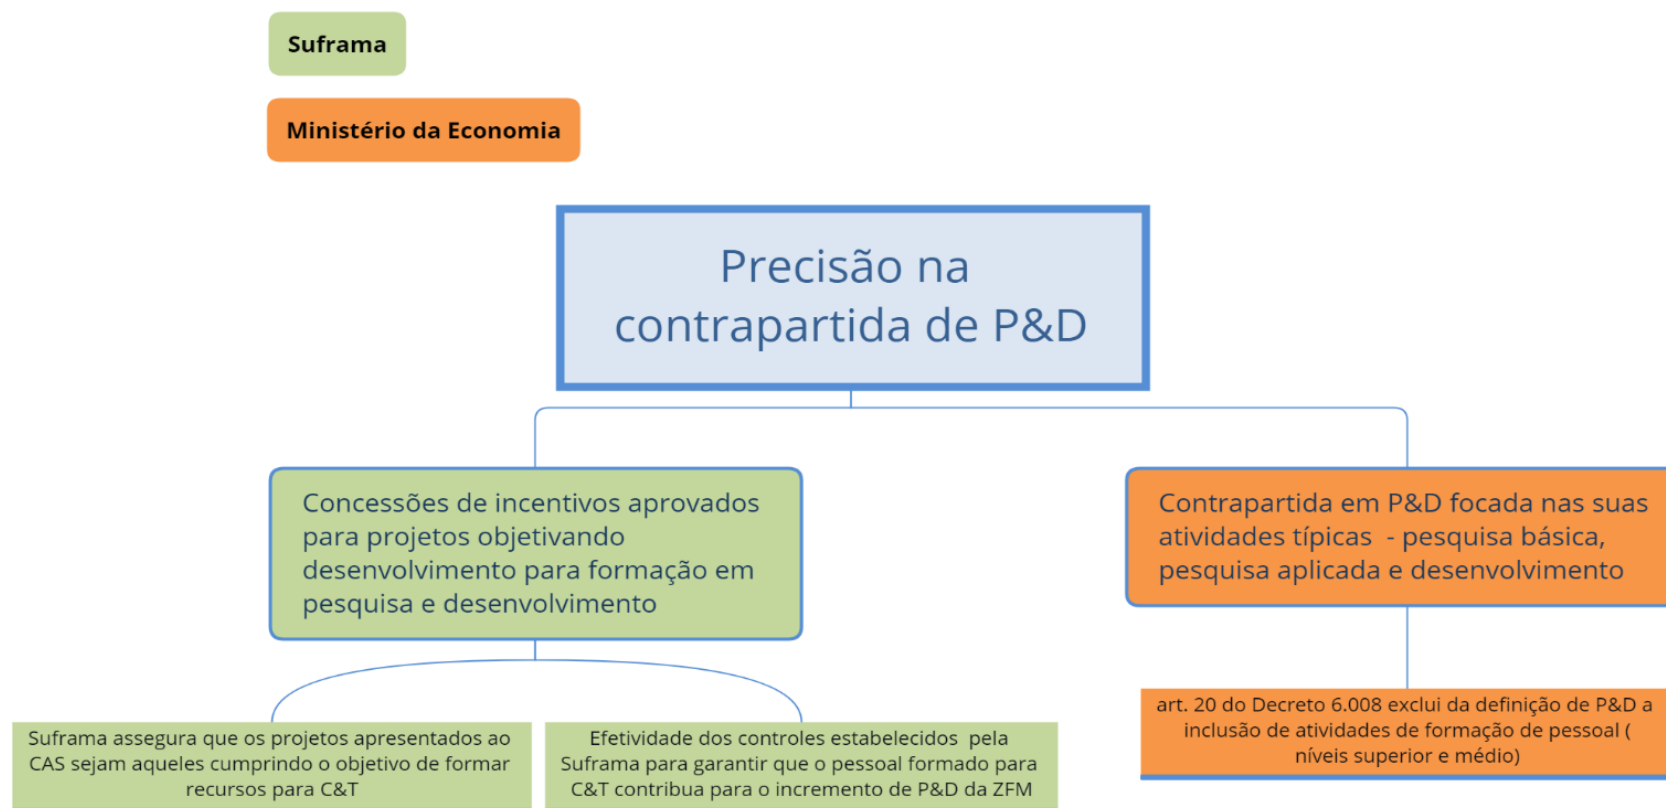 Suframa
Ministério da Economia
Precisão na
contrapartida de P&D
Concessões de incentivos aprovados
para projetos objetivando
desenvolvimento para formação em
pesquisa e desenvolvimento
Contrapartida em P&D focada nas suas
atividades típicas - pesquisa básica,
pesquisa aplicada e desenvolvimento
Suframa assegura que os projetos apresentados ao
CAS sejam aqueles cumprindo o objetivo de formar
recursos para C&T
Efetividade dos controles estabelecidos pela
Suframa para garantir que o pessoal formado para
C&T contribua para o incremento de P&D da ZFM
art. 20 do Decreto 6.008 exclui da definição de P&D a
inclusão de atividades de formação de pessoal (
níveis superior e médio)